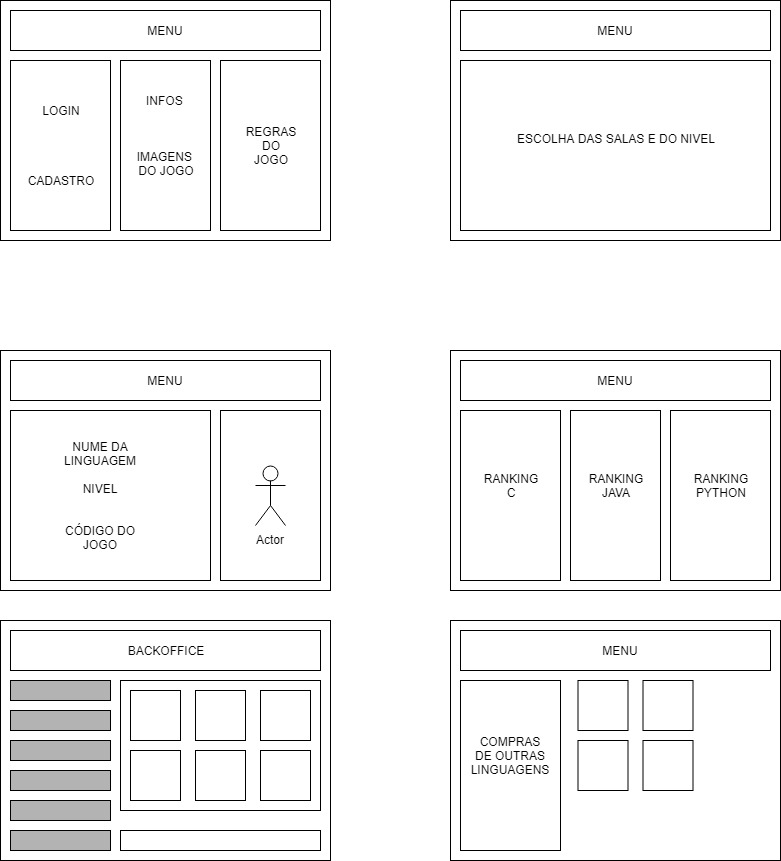 MENU
LOGIN
CADASTRO
INFOS
IMAGENS
DO JOGO
REGRAS
DO
JOGO
MENU
ESCOLHA DAS SALAS E DO NIVEL
MENU
NUME DA
LINGUAGEM
NIVEL
CÓDIGO DO
JOGO
Actor
MENU
RANKING
C
RANKING
JAVA
RANKING
PYTHON
BACKOFFICE
MENU
COMPRAS
DE OUTRAS
LINGUAGENS